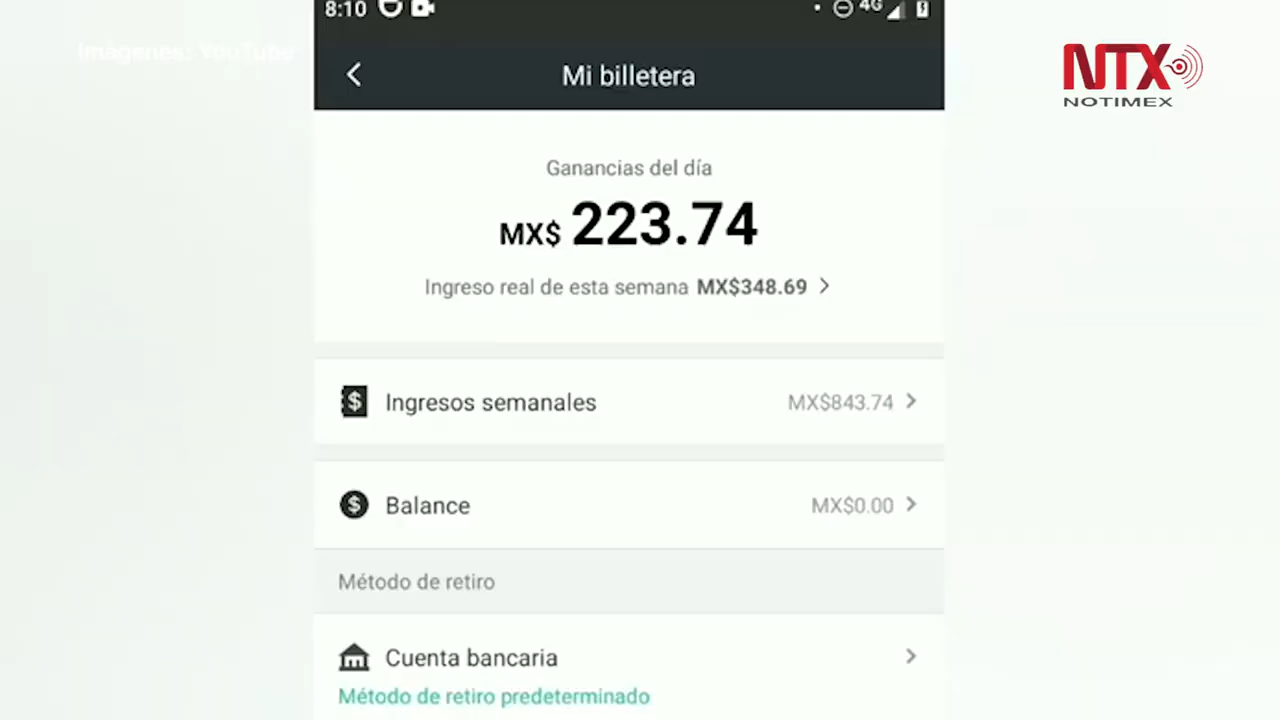 8:10
4G
Imágenes: YouTube
NTX
NOTIMEX
Mi billetera
Ganancias del día
MX$ 223.74
Ingreso real de esta semana MX$348.69
Ingresos semanales MX$843.74
Balance MX$0.00
Método de retiro
Cuenta bancaria
Método de retiro predeterminado